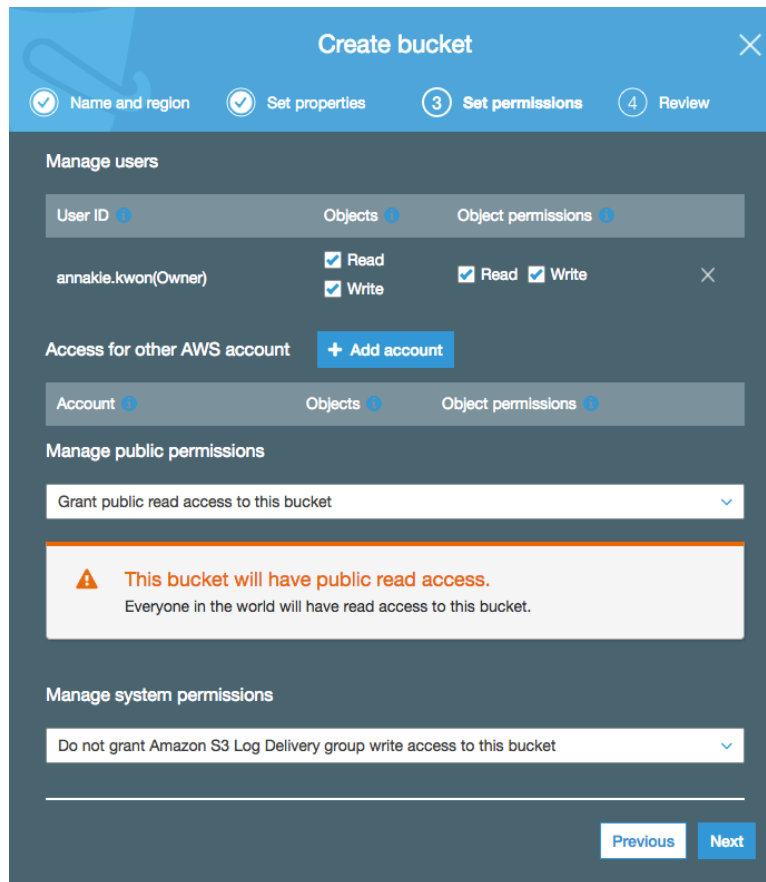 Create bucket
Name and region Set properties 3 Set permissions 4 Review
Manage users
User ID Objects Object permissions
Read
annakie.kwon(Owner) Read Write
Write
Access for other AWS account + Add account
Account Objects Object permissions
Manage public permissions
Grant public read access to this bucket
This bucket will have public read access.
Everyone in the world will have read access to this bucket.
Manage system permissions
Do not grant Amazon S3 Log Delivery group write access to this bucket
Previous Next